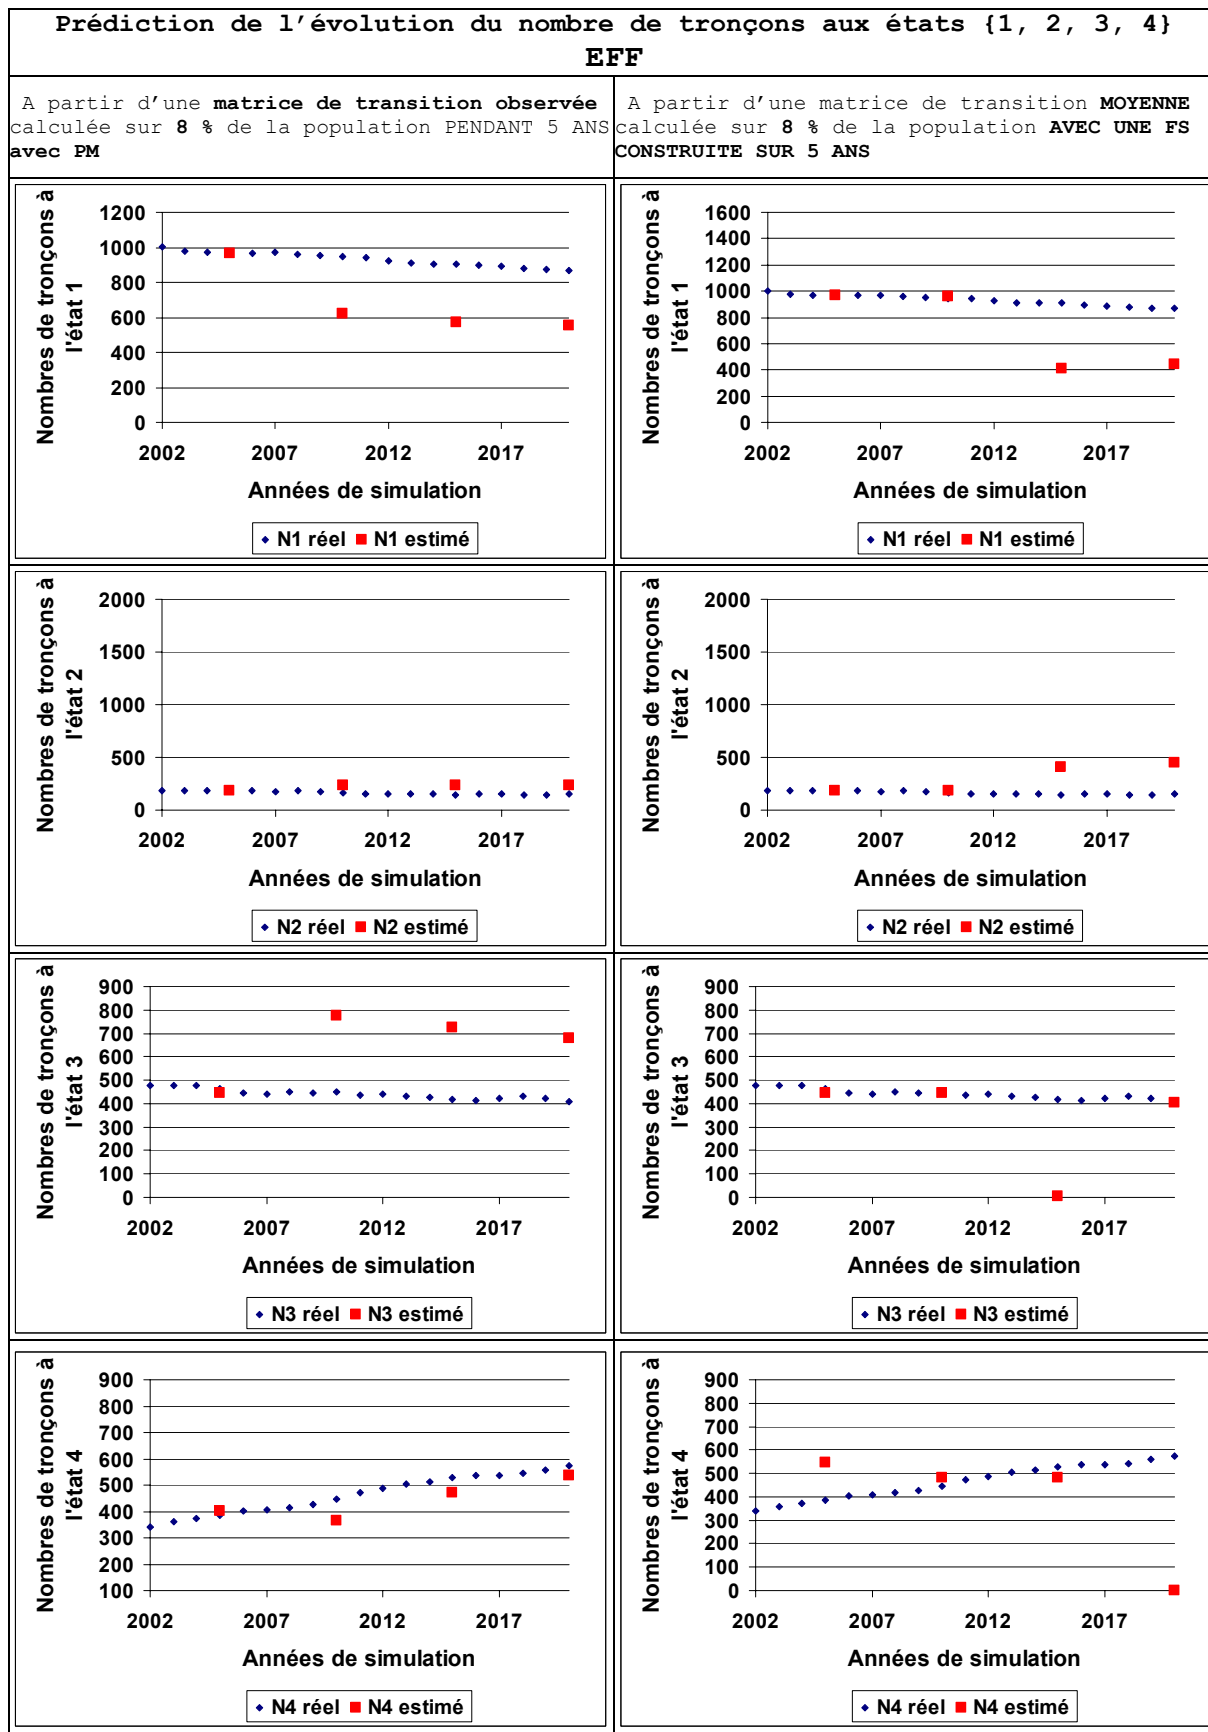 Prédiction de l'évolution du nombre de tronçons aux états {1, 2, 3, 4}
EFF
A partir d'une matrice de transition observée
calculée sur 8 % de la population PENDANT 5 ANS
avec PM
A partir d'une matrice de transition MOYENNE
calculée sur 8 % de la population AVEC UNE FS
CONSTRUITE SUR 5 ANS
Nombres de tronçons à
l'état 1
1200
1000
800
600
400
200
0
2002 2007 2012 2017
Années de simulation
N1 réel N1 estimé
Nombres de tronçons à
l'état 1
1600
1400
1200
1000
800
600
400
200
0
2002 2007 2012 2017
Années de simulation
N1 réel N1 estimé
Nombres de tronçons à
l'état 2
2000
1500
1000
500
0
2002 2007 2012 2017
Années de simulation
N2 réel N2 estimé
Nombres de tronçons à
l'état 2
2000
1500
1000
500
0
2002 2007 2012 2017
Années de simulation
N2 réel N2 estimé
Nombres de tronçons à
l'état 3
900
800
700
600
500
400
300
200
100
0
2002 2007 2012 2017
Années de simulation
N3 réel N3 estimé
Nombres de tronçons à
l'état 3
900
800
700
600
500
400
300
200
100
0
2002 2007 2012 2017
Années de simulation
N3 réel N3 estimé
Nombres de tronçons à
l'état 4
900
800
700
600
500
400
300
200
100
2002 2007 2012 2017
Années de simulation
N4 réel N4 estimé
Nombres de tronçons à
l'état 4
900
800
700
600
500
400
300
200
100
0
2002 2007 2012 2017
Années de simulation
N4 réel N4 estimé